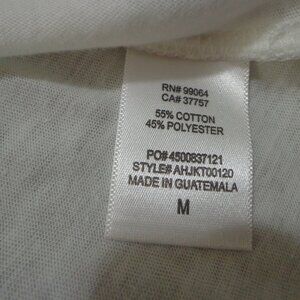 RN# 99064
CA# 37757
55% COTTON
45% POLYESTER
PO# 4500837121
STYLE# AHJKT00120
MADE IN GUATEMALA
M